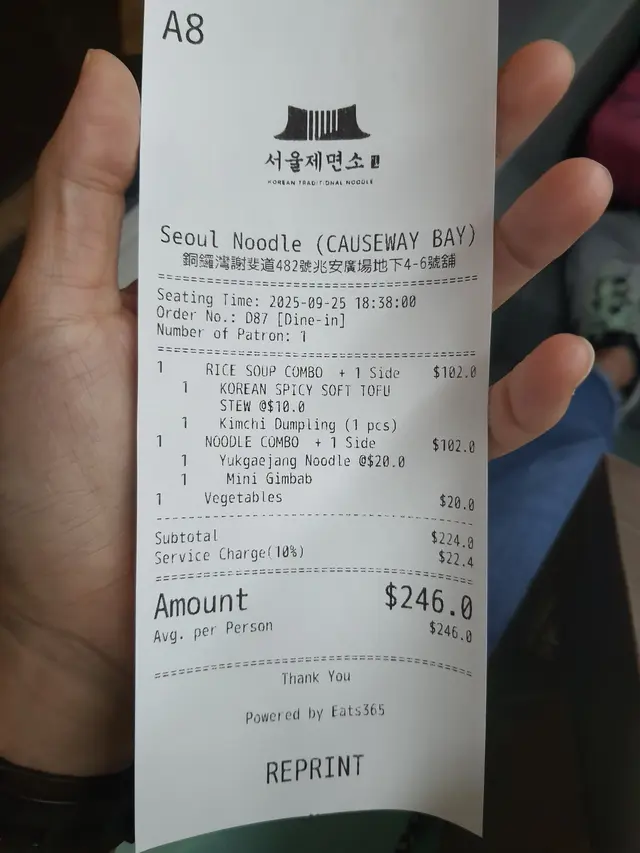 A8
서울제면소
KOREAN TRADITIONAL NOODLE
Seoul Noodle (CAUSEWAY BAY)
銅鑼灣謝斐道482號兆安廣場地下4-6號舖
Seating Time: 2025-09-25 18:38:00
Order No.: D87 [Dine-in]
Number of Patron: 1
1 RICE SOUP COMBO + 1 Side $102.0
1 KOREAN SPICY SOFT TOFU
STEW @$10.0
1 Kimchi Dumpling (1 pcs)
1 NOODLE COMBO + 1 Side $102.0
1 Yukgaejang Noodle @$20.0
1 Mini Gimbab
1 Vegetables $20.0
Subtotal $224.0
Service Charge(10%) $22.4
Amount $246.0
Avg. per Person $246.0
Thank You
Powered by Eats365
REPRINT